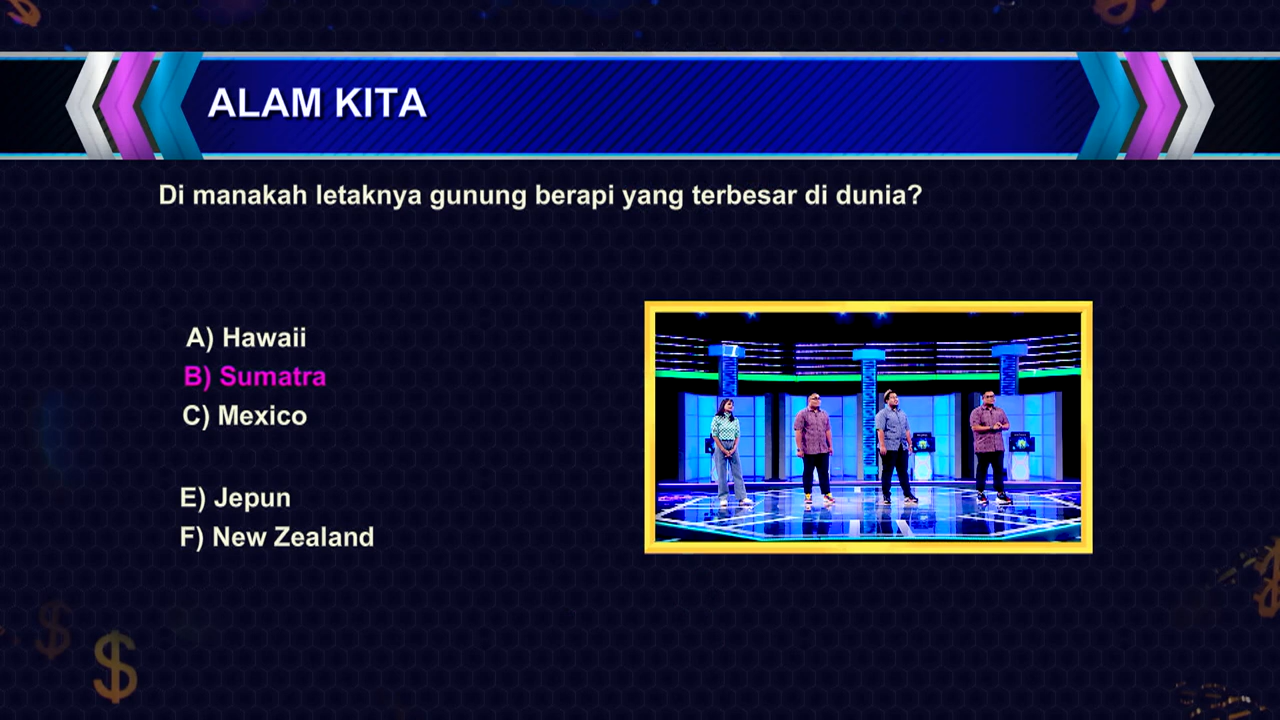 ALAM KITA
Di manakah letaknya gunung berapi yang terbesar di dunia?
A) Hawaii
B) Sumatra
C) Mexico
E) Jepun
F) New Zealand
$